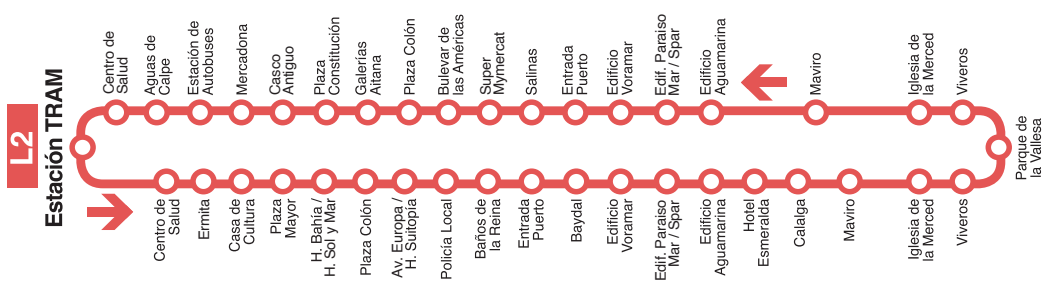 L2
Estación TRAM
Centro de
Salud
Aguas de
Calpe
Estación de
Autobuses
Mercadona
Casco
Antiguo
Plaza
Constitución
Galerías
Aitana
Plaza Colón
Bulevar de
las Américas
Super
Mymercat
Salinas
Entrada
Puerto
Edificio
Voramar
Edif. Paraiso
Mar / Spar
Edificio
Aguamarina
Maviro
Iglesia de
la Merced
Viveros
Parque de
la Vallesa
Centro de
Salud
Ermita
Casa de
Cultura
Plaza
Mayor
H. Bahía /
H. Sol y Mar
Plaza Colón
Av. Europa /
H. Suitopia
Policía Local
Baños de
la Reina
Entrada
Puerto
Baydal
Edificio
Voramar
Edif. Paraiso
Mar / Spar
Edificio
Aguamarina
Hotel
Esmeralda
Calalga
Maviro
Iglesia de
la Merced
Viveros